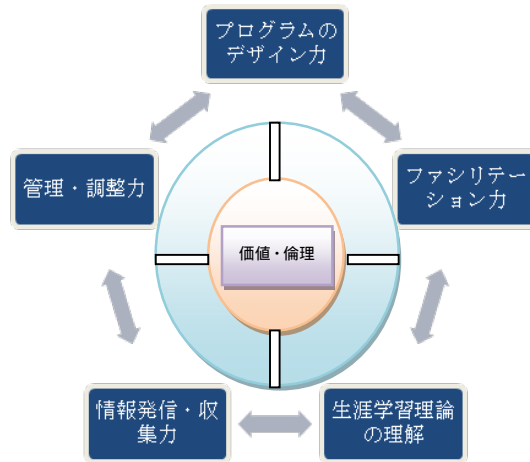 プログラムの
デザイン力
管理・調整力
ファシリテー
ション力
価値・倫理
情報発信・収
集力
生涯学習理論
の理解